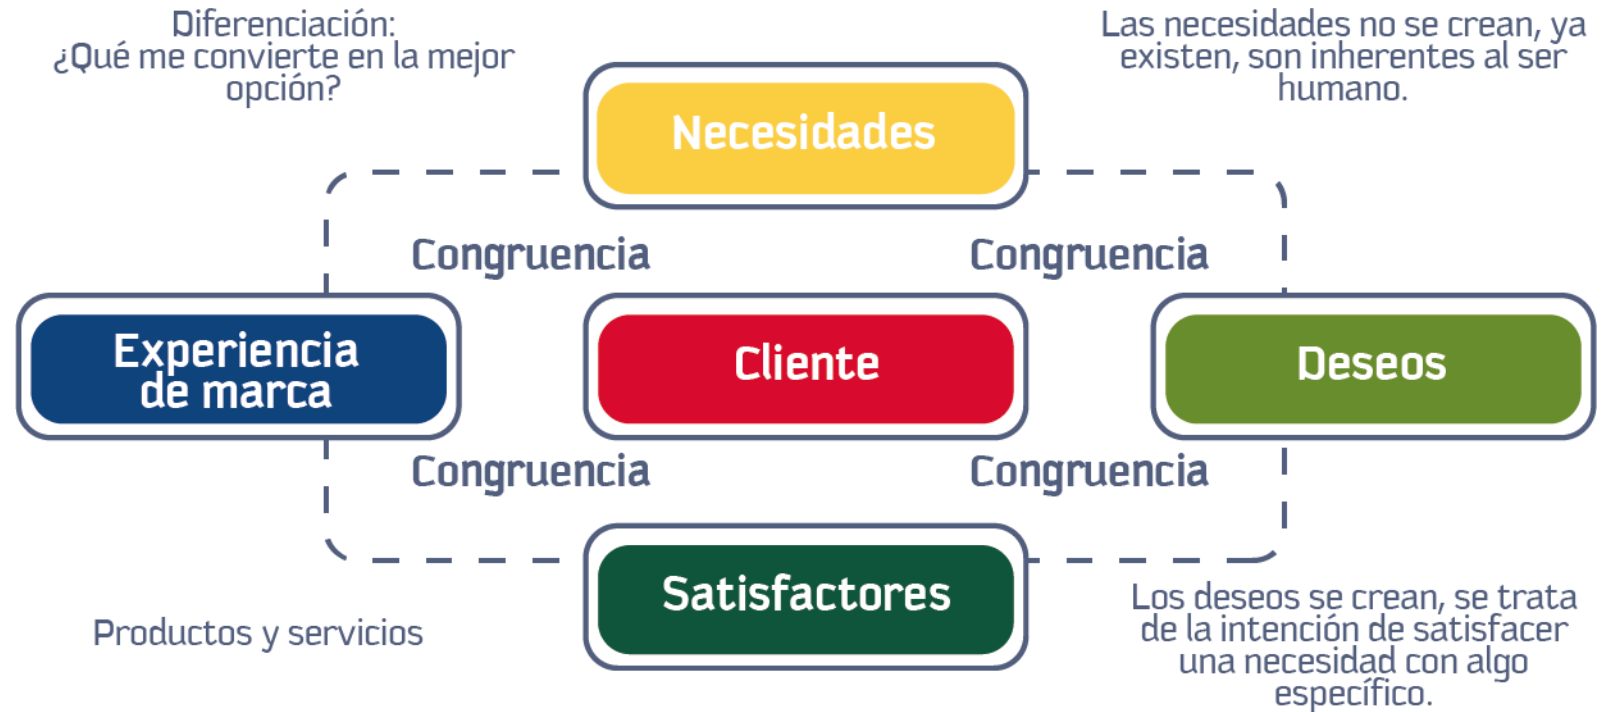 Diferenciación:
¿Qué me convierte en la mejor
opción?
Las necesidades no se crean, ya
existen, son inherentes al ser
humano.
Necesidades
Congruencia
Congruencia
Experiencia
de marca
Cliente
Deseos
Congruencia
Congruencia
Satisfactores
Productos y servicios
Los deseos se crean, se trata
de la intención de satisfacer
una necesidad con algo
específico.